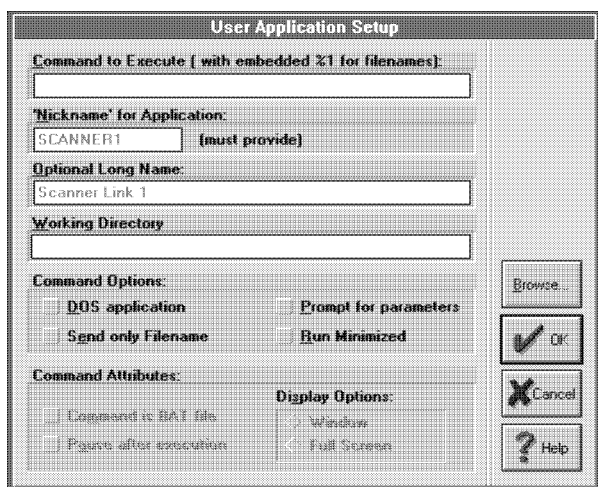 User Application Setup
Command to Execute ( with embedded %1 for filenames):
'Nickname' for Application:
SCANNER1 (must provide)
Optional Long Name:
Scanner Link 1
Working Directory
Command Options:
DOS application Prompt for parameters
Send only Filename Run Minimized
Command Attributes:
Display Options:
Command is BAT file Window
Pause after execution Full Screen
Browse...
OK
Cancel
? Help